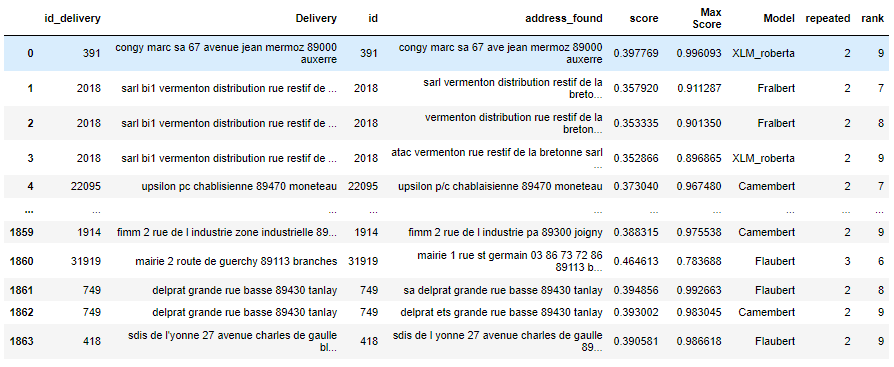 id_delivery Delivery id address_found score Max Score Model repeated rank
0 391 congy marc sa 67 avenue jean mermoz 89000 auxerre 391 congy marc sa 67 ave jean mermoz 89000 auxerre 0.397769 0.996093 XLM_roberta 2 9
1 2018 sarl bi1 vermenton distribution rue restif de ... 2018 sarl vermenton distribution restif de la breto... 0.357920 0.911287 Fralbert 2 7
2 2018 sarl bi1 vermenton distribution rue restif de ... 2018 vermenton distribution rue restif de la breton... 0.353335 0.901350 Fralbert 2 8
3 2018 sarl bi1 vermenton distribution rue restif de ... 2018 atac vermenton rue restif de la bretonne sarl ... 0.352866 0.896865 XLM_roberta 2 9
4 22095 upsilon pc chablisienne 89470 moneteau 22095 upsilon p/c chablaisienne 89470 moneteau 0.373040 0.967480 Camembert 2 7
... ... ... ... ... ... ... ... ... ...
1859 1914 fimm 2 rue de l industrie zone industrielle 89... 1914 fimm 2 rue de l industrie pa 89300 joigny 0.388315 0.975538 Camembert 2 9
1860 31919 mairie 2 route de guerchy 89113 branches 31919 mairie 1 rue st germain 03 86 73 72 86 89113 b... 0.464613 0.783688 Flaubert 3 6
1861 749 delprat grande rue basse 89430 tanlay 749 sa delprat grande rue basse 89430 tanlay 0.394856 0.992663 Flaubert 2 8
1862 749 delprat grande rue basse 89430 tanlay 749 delprat ets grande rue basse 89430 tanlay 0.393002 0.983045 Camembert 2 9
1863 418 sdis de l'yonne 27 avenue charles de gaulle bl... 418 sdis de l yonne 27 avenue charles de gaulle 89... 0.390581 0.986618 Flaubert 2 9